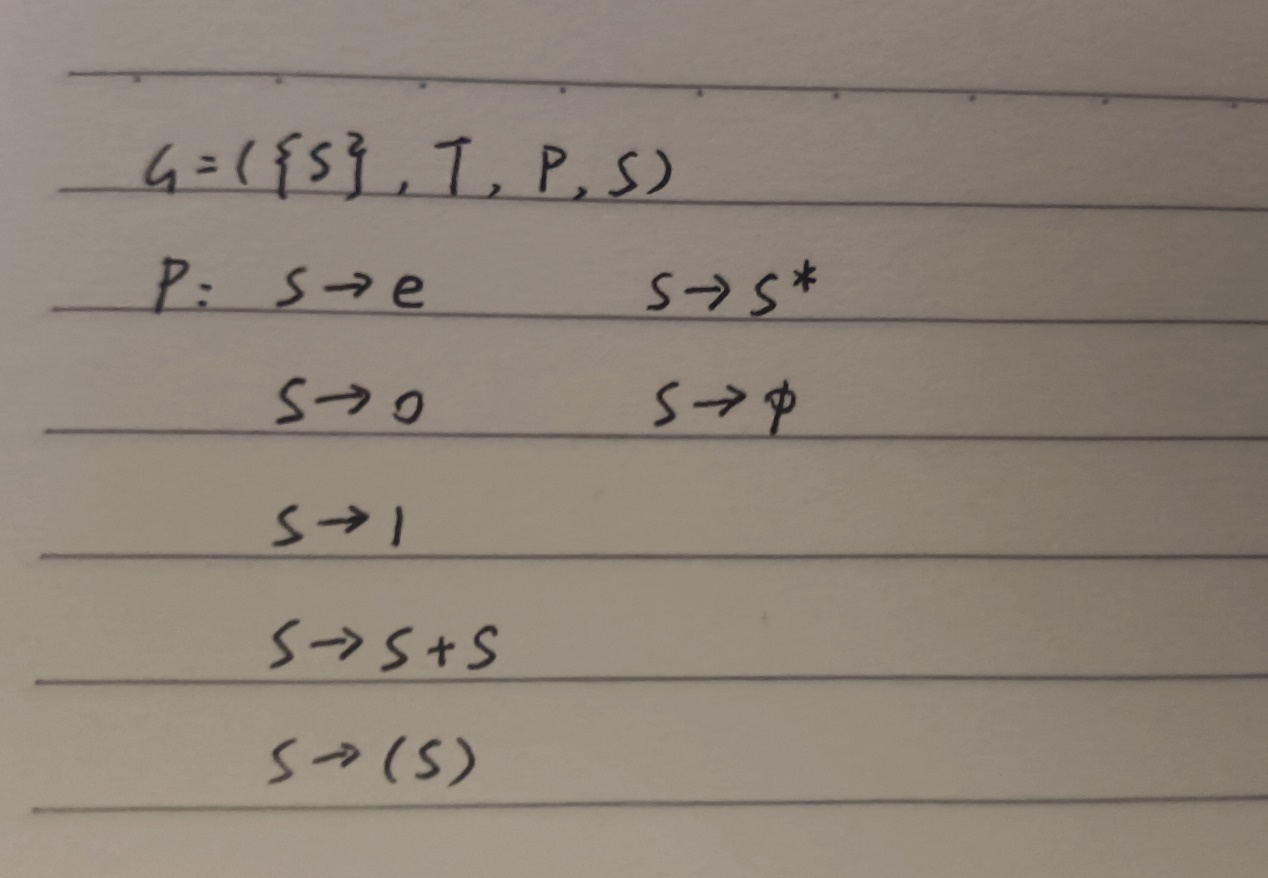 G=({S}, T, P, S)
P: S→e S→S*
S→0 S→ϕ
S→1
S→S+S
S→(S)